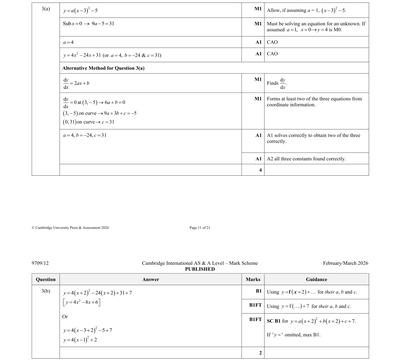 3(a) y = a(x − 3)² − 5 M1 Allow, if assuming a = 1, (x − 3)² − 5.
Sub x = 0 → 9a − 5 = 31 M1 Must be solving an equation for an unknown. If
assumed a = 1, x = 0 → y = 4 is M0.
a = 4 A1 CAO
y = 4x² − 24x + 31 (or a = 4, b = −24 & c = 31) A1 CAO
Alternative Method for Question 3(a)
dy/dx = 2ax + b M1 Finds dy/dx.
dy/dx = 0 at (3, −5) → 6a + b = 0 M1 Forms at least two of the three equations from
coordinate information.
(3, −5) on curve → 9a + 3b + c = −5
(0, 31) on curve → c = 31
a = 4, b = −24, c = 31 A1 A1 solves correctly to obtain two of the three
correctly.
A1 A2 all three constants found correctly.
4
© Cambridge University Press & Assessment 2026 Page 11 of 21
9709/12 Cambridge International AS & A Level – Mark Scheme February/March 2026
PUBLISHED
Question Answer Marks Guidance
3(b) y = 4(x + 2)² − 24(x + 2) + 31 + 7 B1 Using y = f(x + 2) + … for their a, b and c.
[y = 4x² − 8x + 6] B1FT Using y = f(…) + 7 for their a, b and c.
Or B1FT SC B1 for y = a(x + 2)² + b(x + 2) + c + 7.
y = 4(x − 3 + 2)² − 5 + 7 If 'y =' omitted, max B1.
y = 4(x − 1)² + 2
2